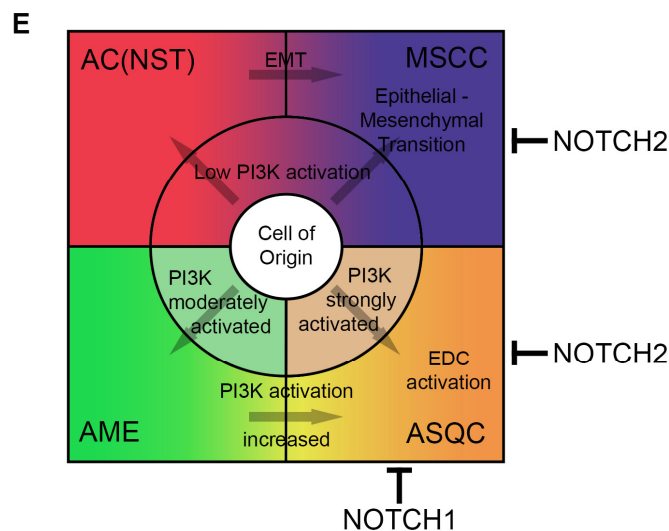 E
AC(NST)
EMT
MSCC
Epithelial -
Mesenchymal
Transition
NOTCH2
Low PI3K activation
Cell of
Origin
PI3K
moderately
activated
PI3K
strongly
activated
NOTCH2
EDC
activation
PI3K activation
increased
AME
ASQC
NOTCH1